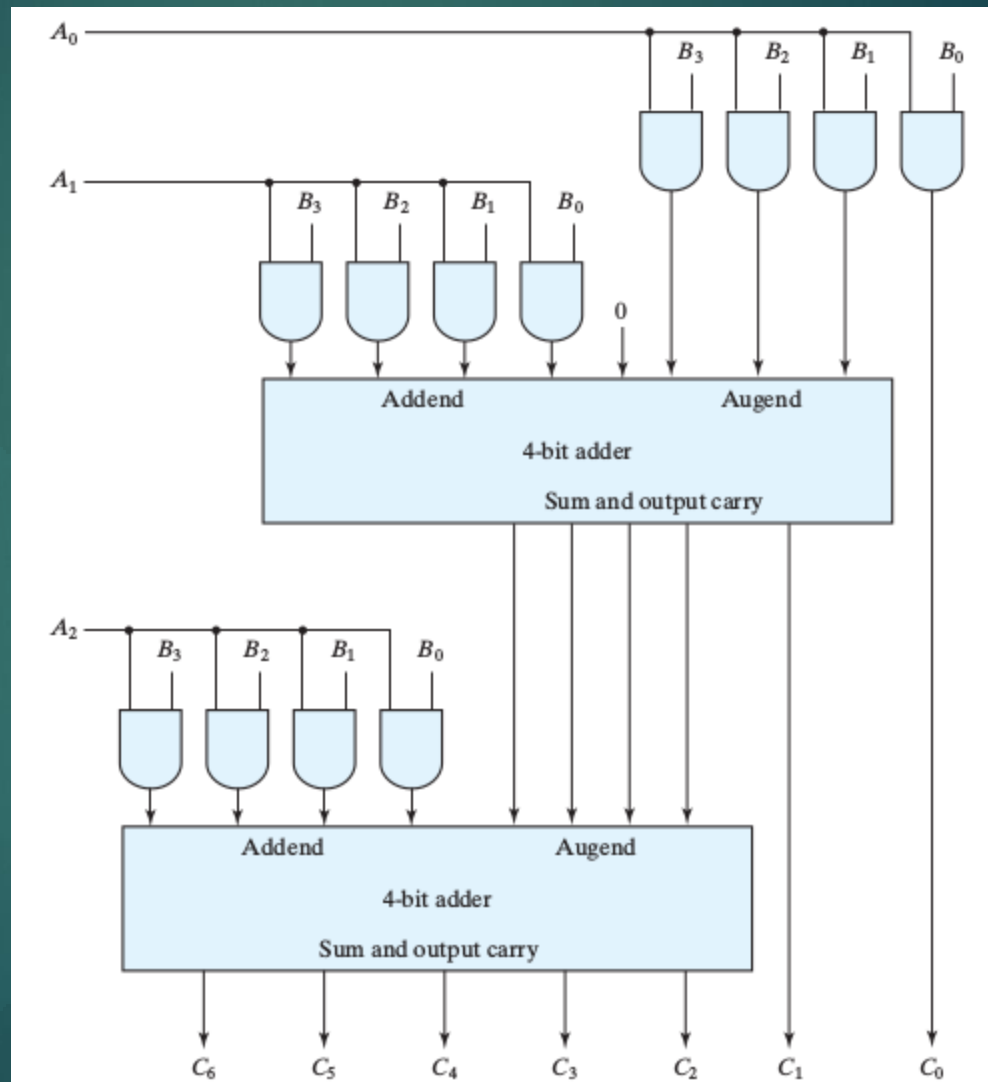 A₀
B₃ B₂ B₁ B₀
A₁
B₃ B₂ B₁ B₀
0
Addend Augend
4-bit adder
Sum and output carry
A₂
B₃ B₂ B₁ B₀
Addend Augend
4-bit adder
Sum and output carry
C₆ C₅ C₄ C₃ C₂ C₁ C₀